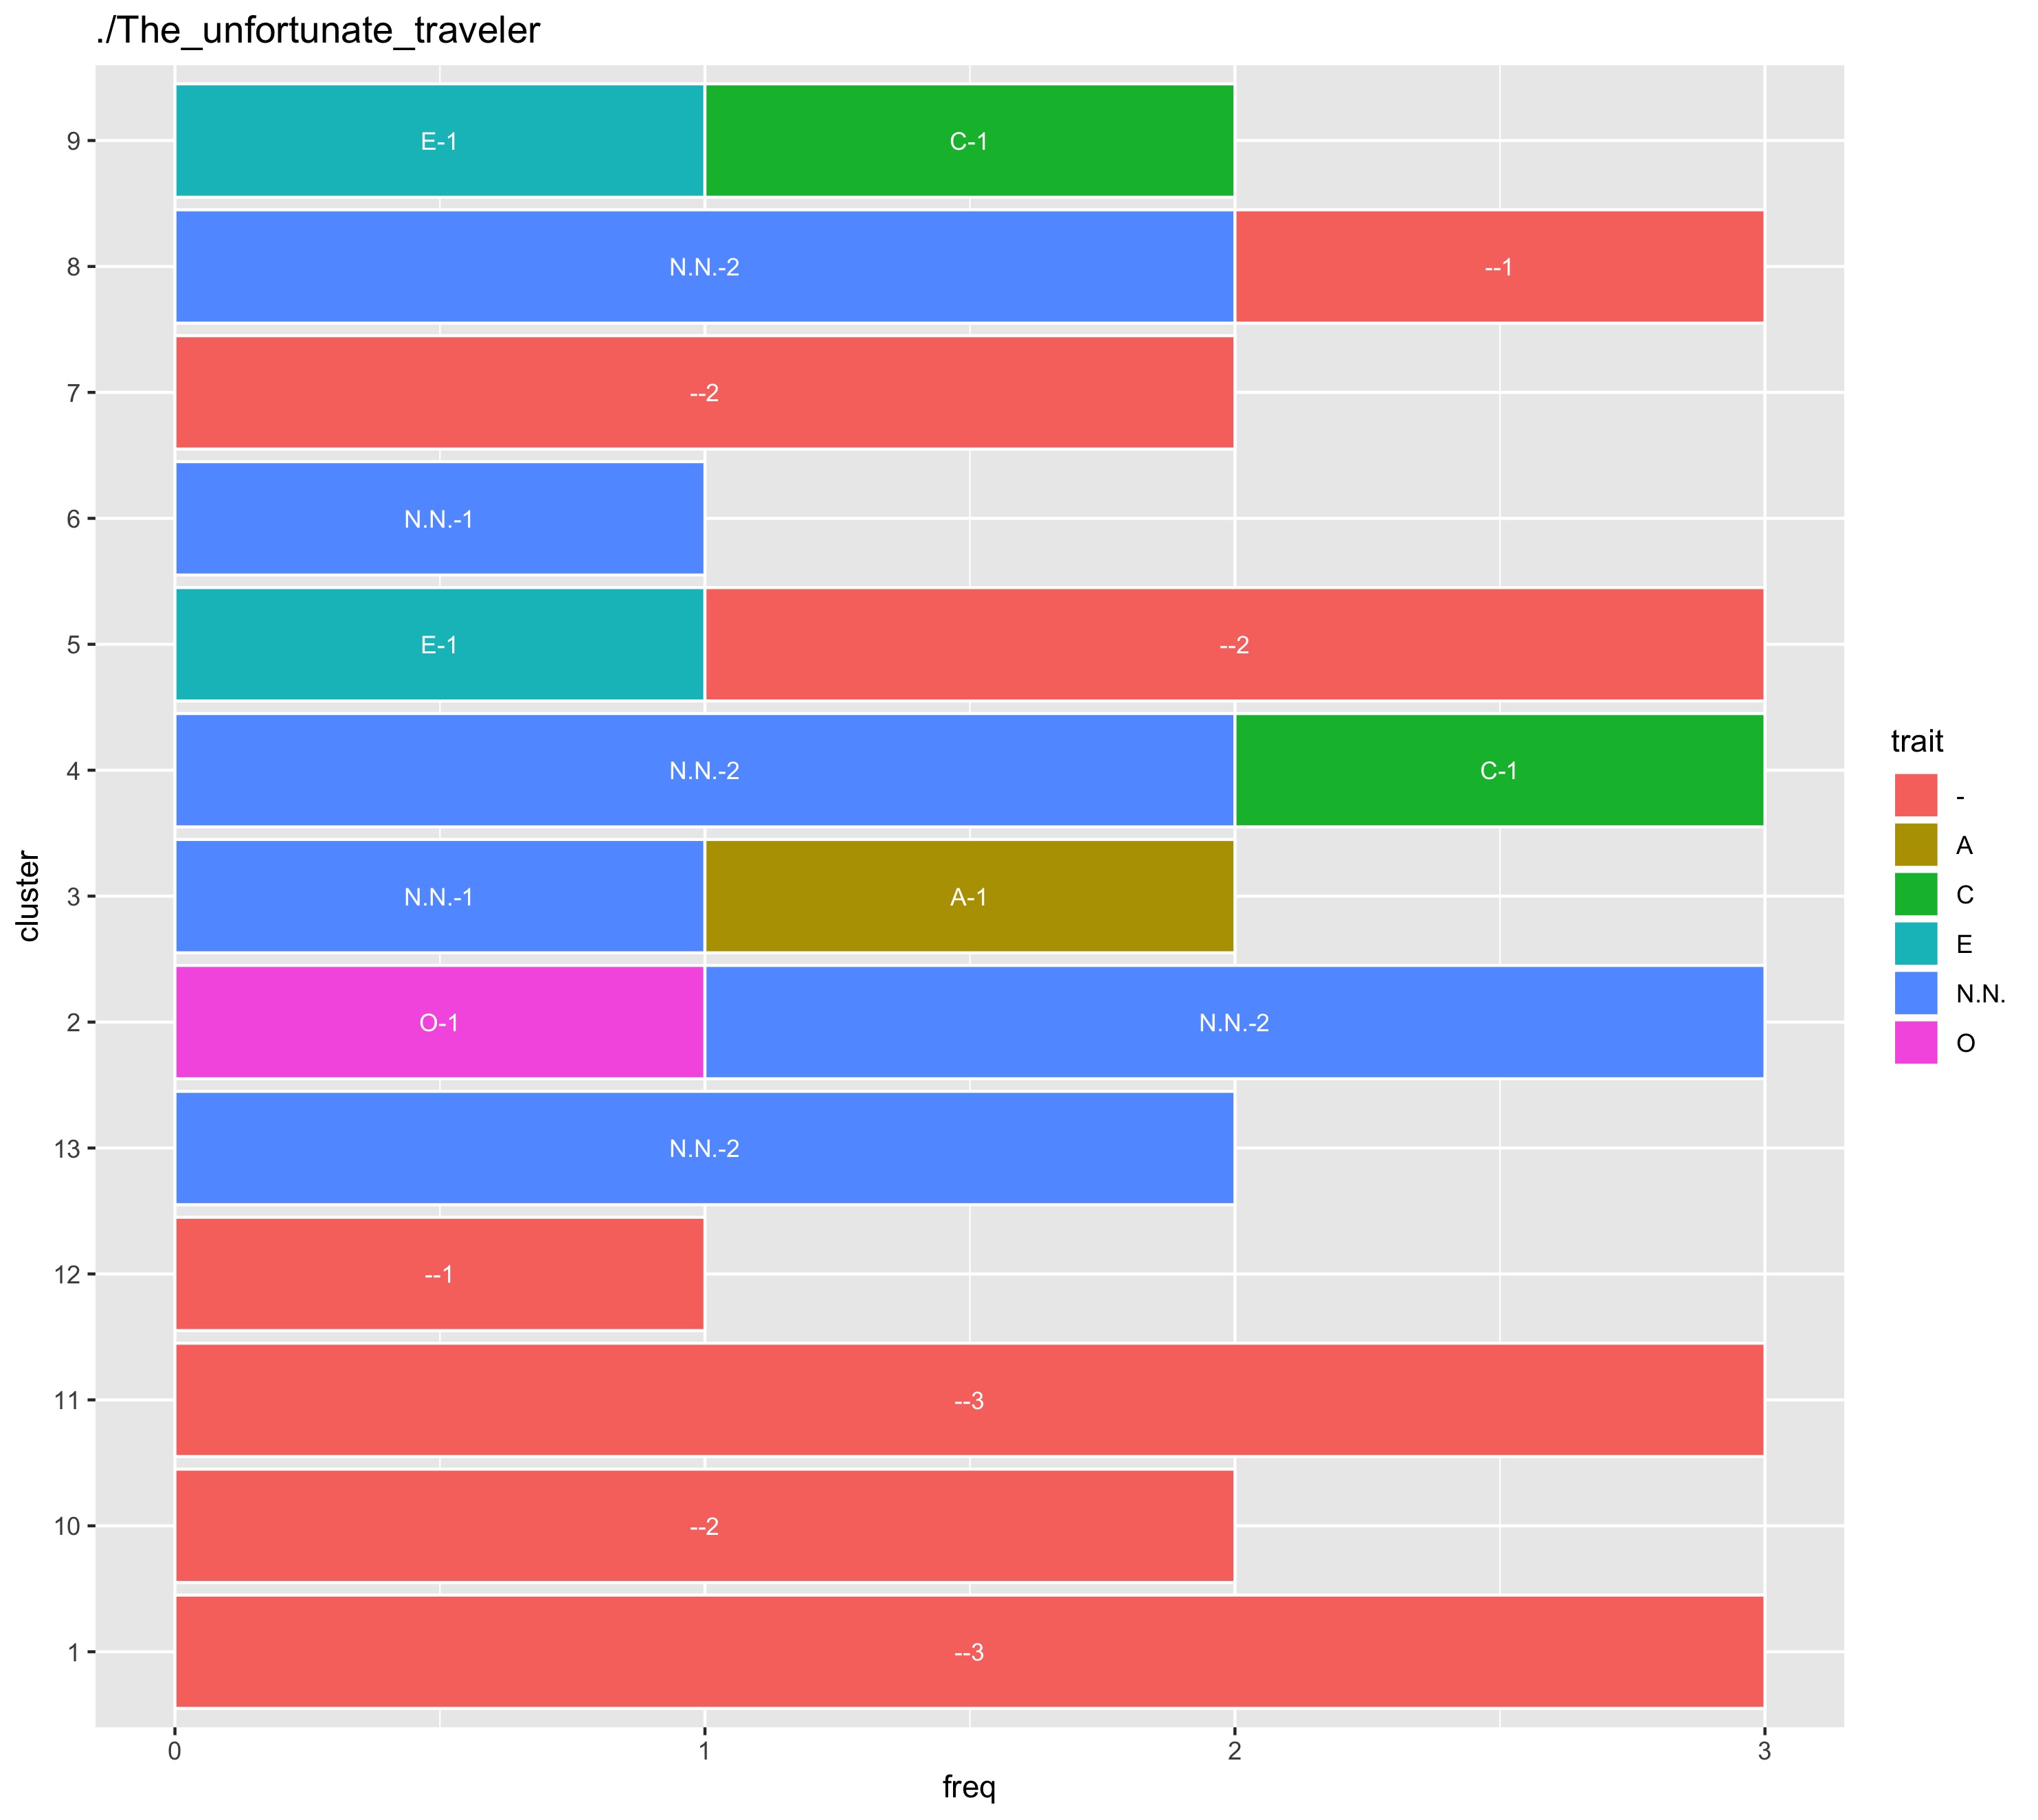 ./The_unfortunate_traveler
9
E-1 C-1
8
N.N.-2 --1
7
--2
6
N.N.-1
5
E-1 --2
4
N.N.-2 C-1
3
N.N.-1 A-1
2
O-1 N.N.-2
13
N.N.-2
12
--1
11
--3
10
--2
1
--3
0 1 2 3
freq
cluster
trait
-
A
C
E
N.N.
O